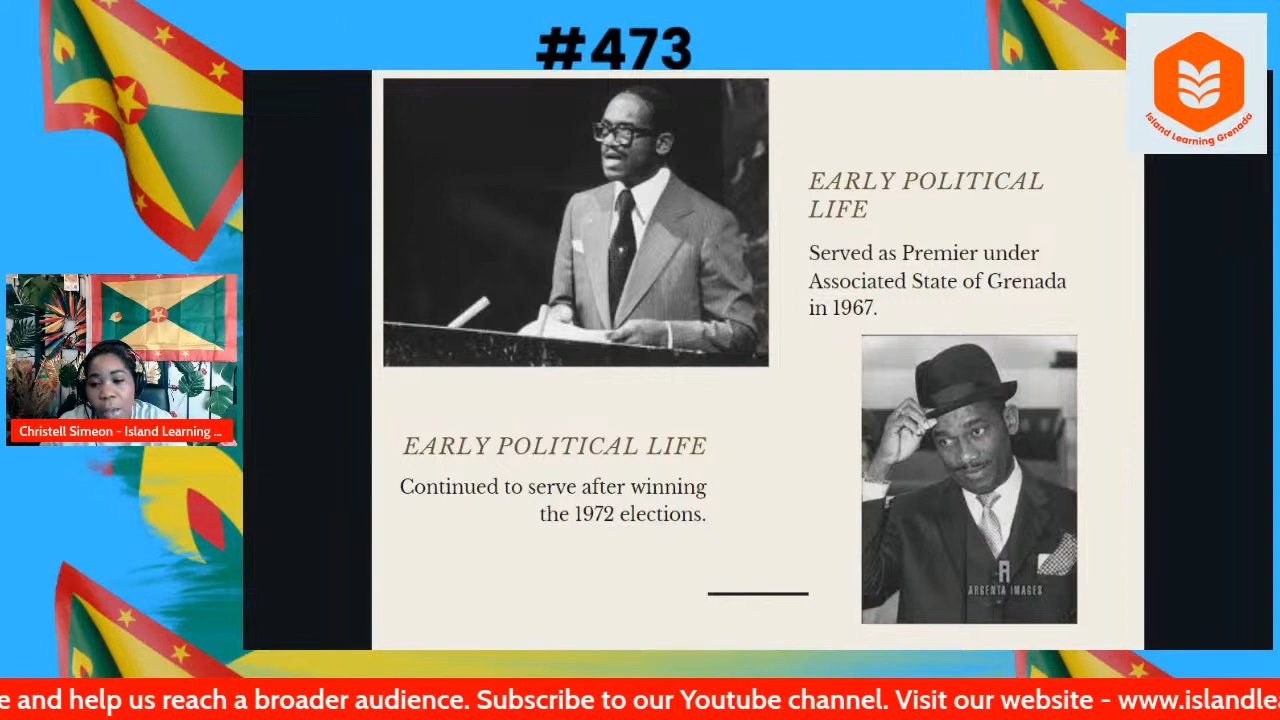 #473
Island Learning Grenada
EARLY POLITICAL
LIFE
Served as Premier under
Associated State of Grenada
in 1967.
EARLY POLITICAL LIFE
Continued to serve after winning
the 1972 elections.
ARGENTA IMAGES
Christell Simeon - Island Learning ...
e and help us reach a broader audience. Subscribe to our Youtube channel. Visit our website - www.islandle